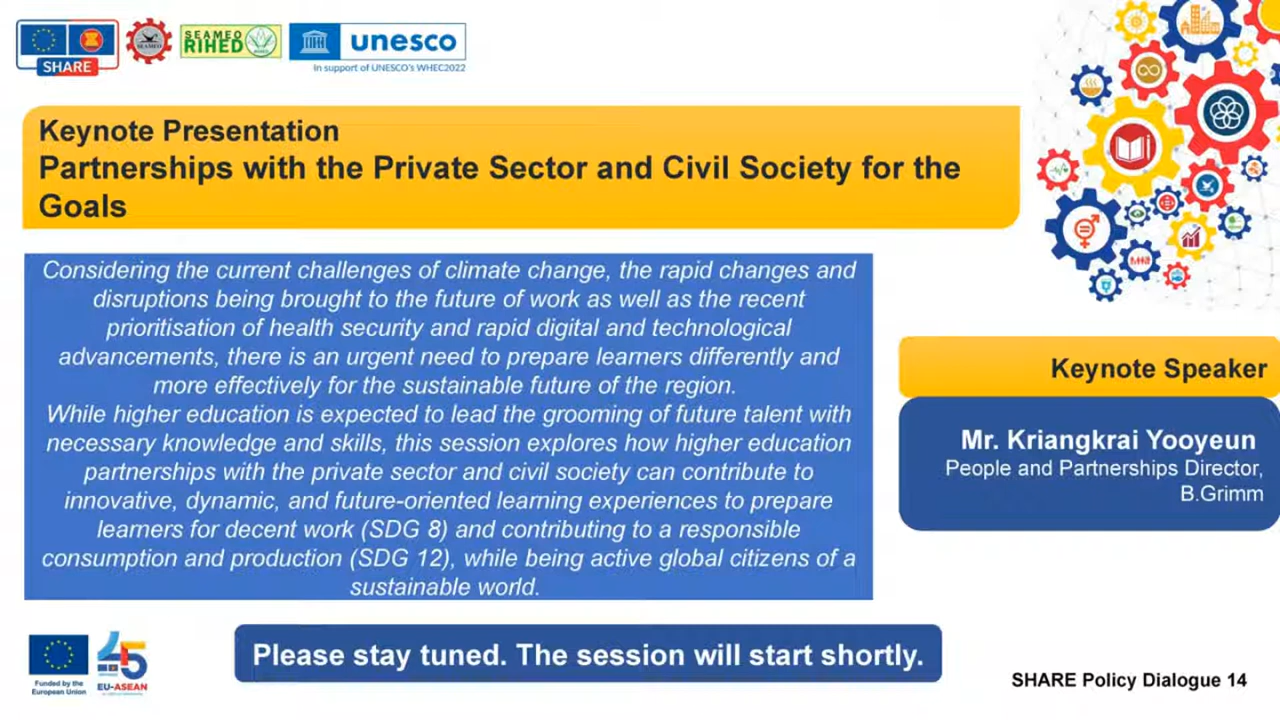 SHARE
SEAMEO
SEAMEO
RIHED
unesco
In support of UNESCO's WHEC2022
Keynote Presentation
Partnerships with the Private Sector and Civil Society for the
Goals
Considering the current challenges of climate change, the rapid changes and
disruptions being brought to the future of work as well as the recent
prioritisation of health security and rapid digital and technological
advancements, there is an urgent need to prepare learners differently and
more effectively for the sustainable future of the region.
While higher education is expected to lead the grooming of future talent with
necessary knowledge and skills, this session explores how higher education
partnerships with the private sector and civil society can contribute to
innovative, dynamic, and future-oriented learning experiences to prepare
learners for decent work (SDG 8) and contributing to a responsible
consumption and production (SDG 12), while being active global citizens of a
sustainable world.
Keynote Speaker
Mr. Kriangkrai Yooyeun
People and Partnerships Director,
B.Grimm
Funded by the
European Union
45
EU-ASEAN
Please stay tuned. The session will start shortly.
SHARE Policy Dialogue 14